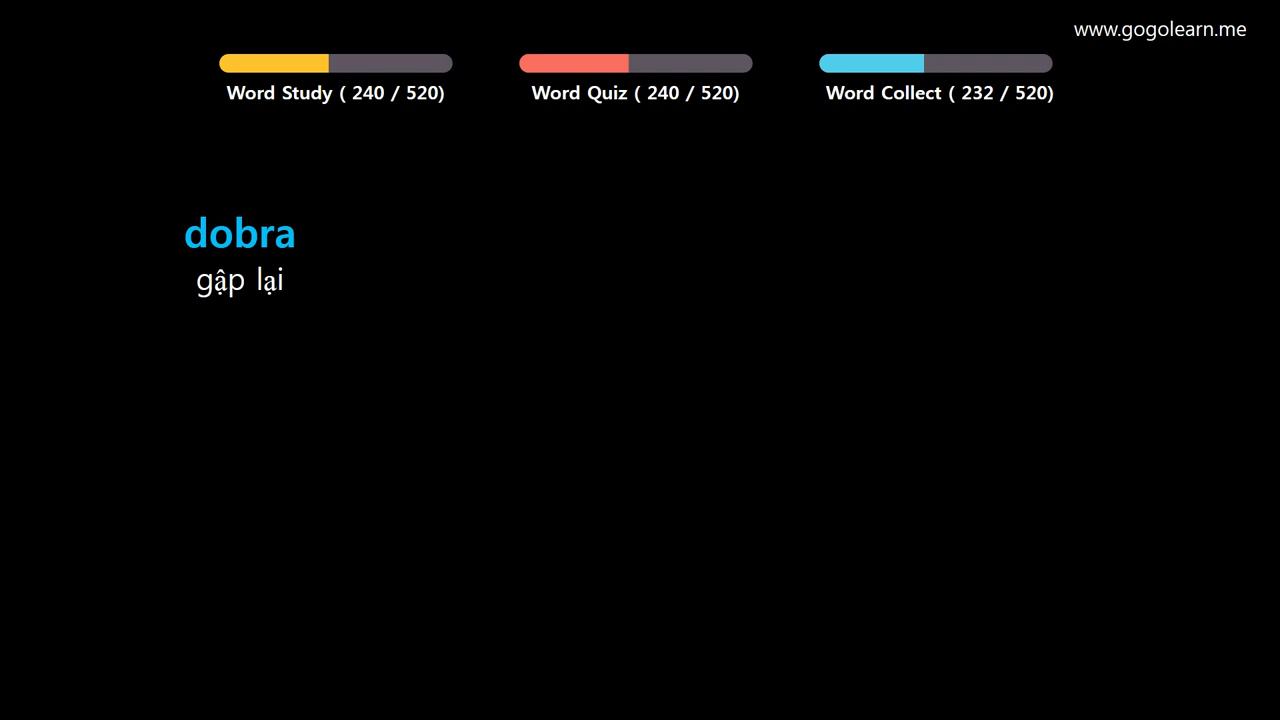 www.gogolearn.me
Word Study ( 240 / 520)
Word Quiz ( 240 / 520)
Word Collect ( 232 / 520)
dobra
gập lại